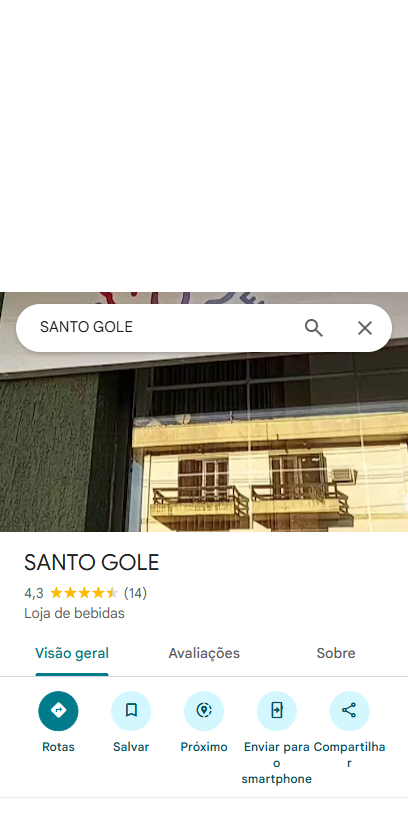 SANTO GOLE
SANTO GOLE
4,3 (14)
Loja de bebidas
Visão geral Avaliações Sobre
Rotas Salvar Próximo Enviar para o smartphone Compartilhar